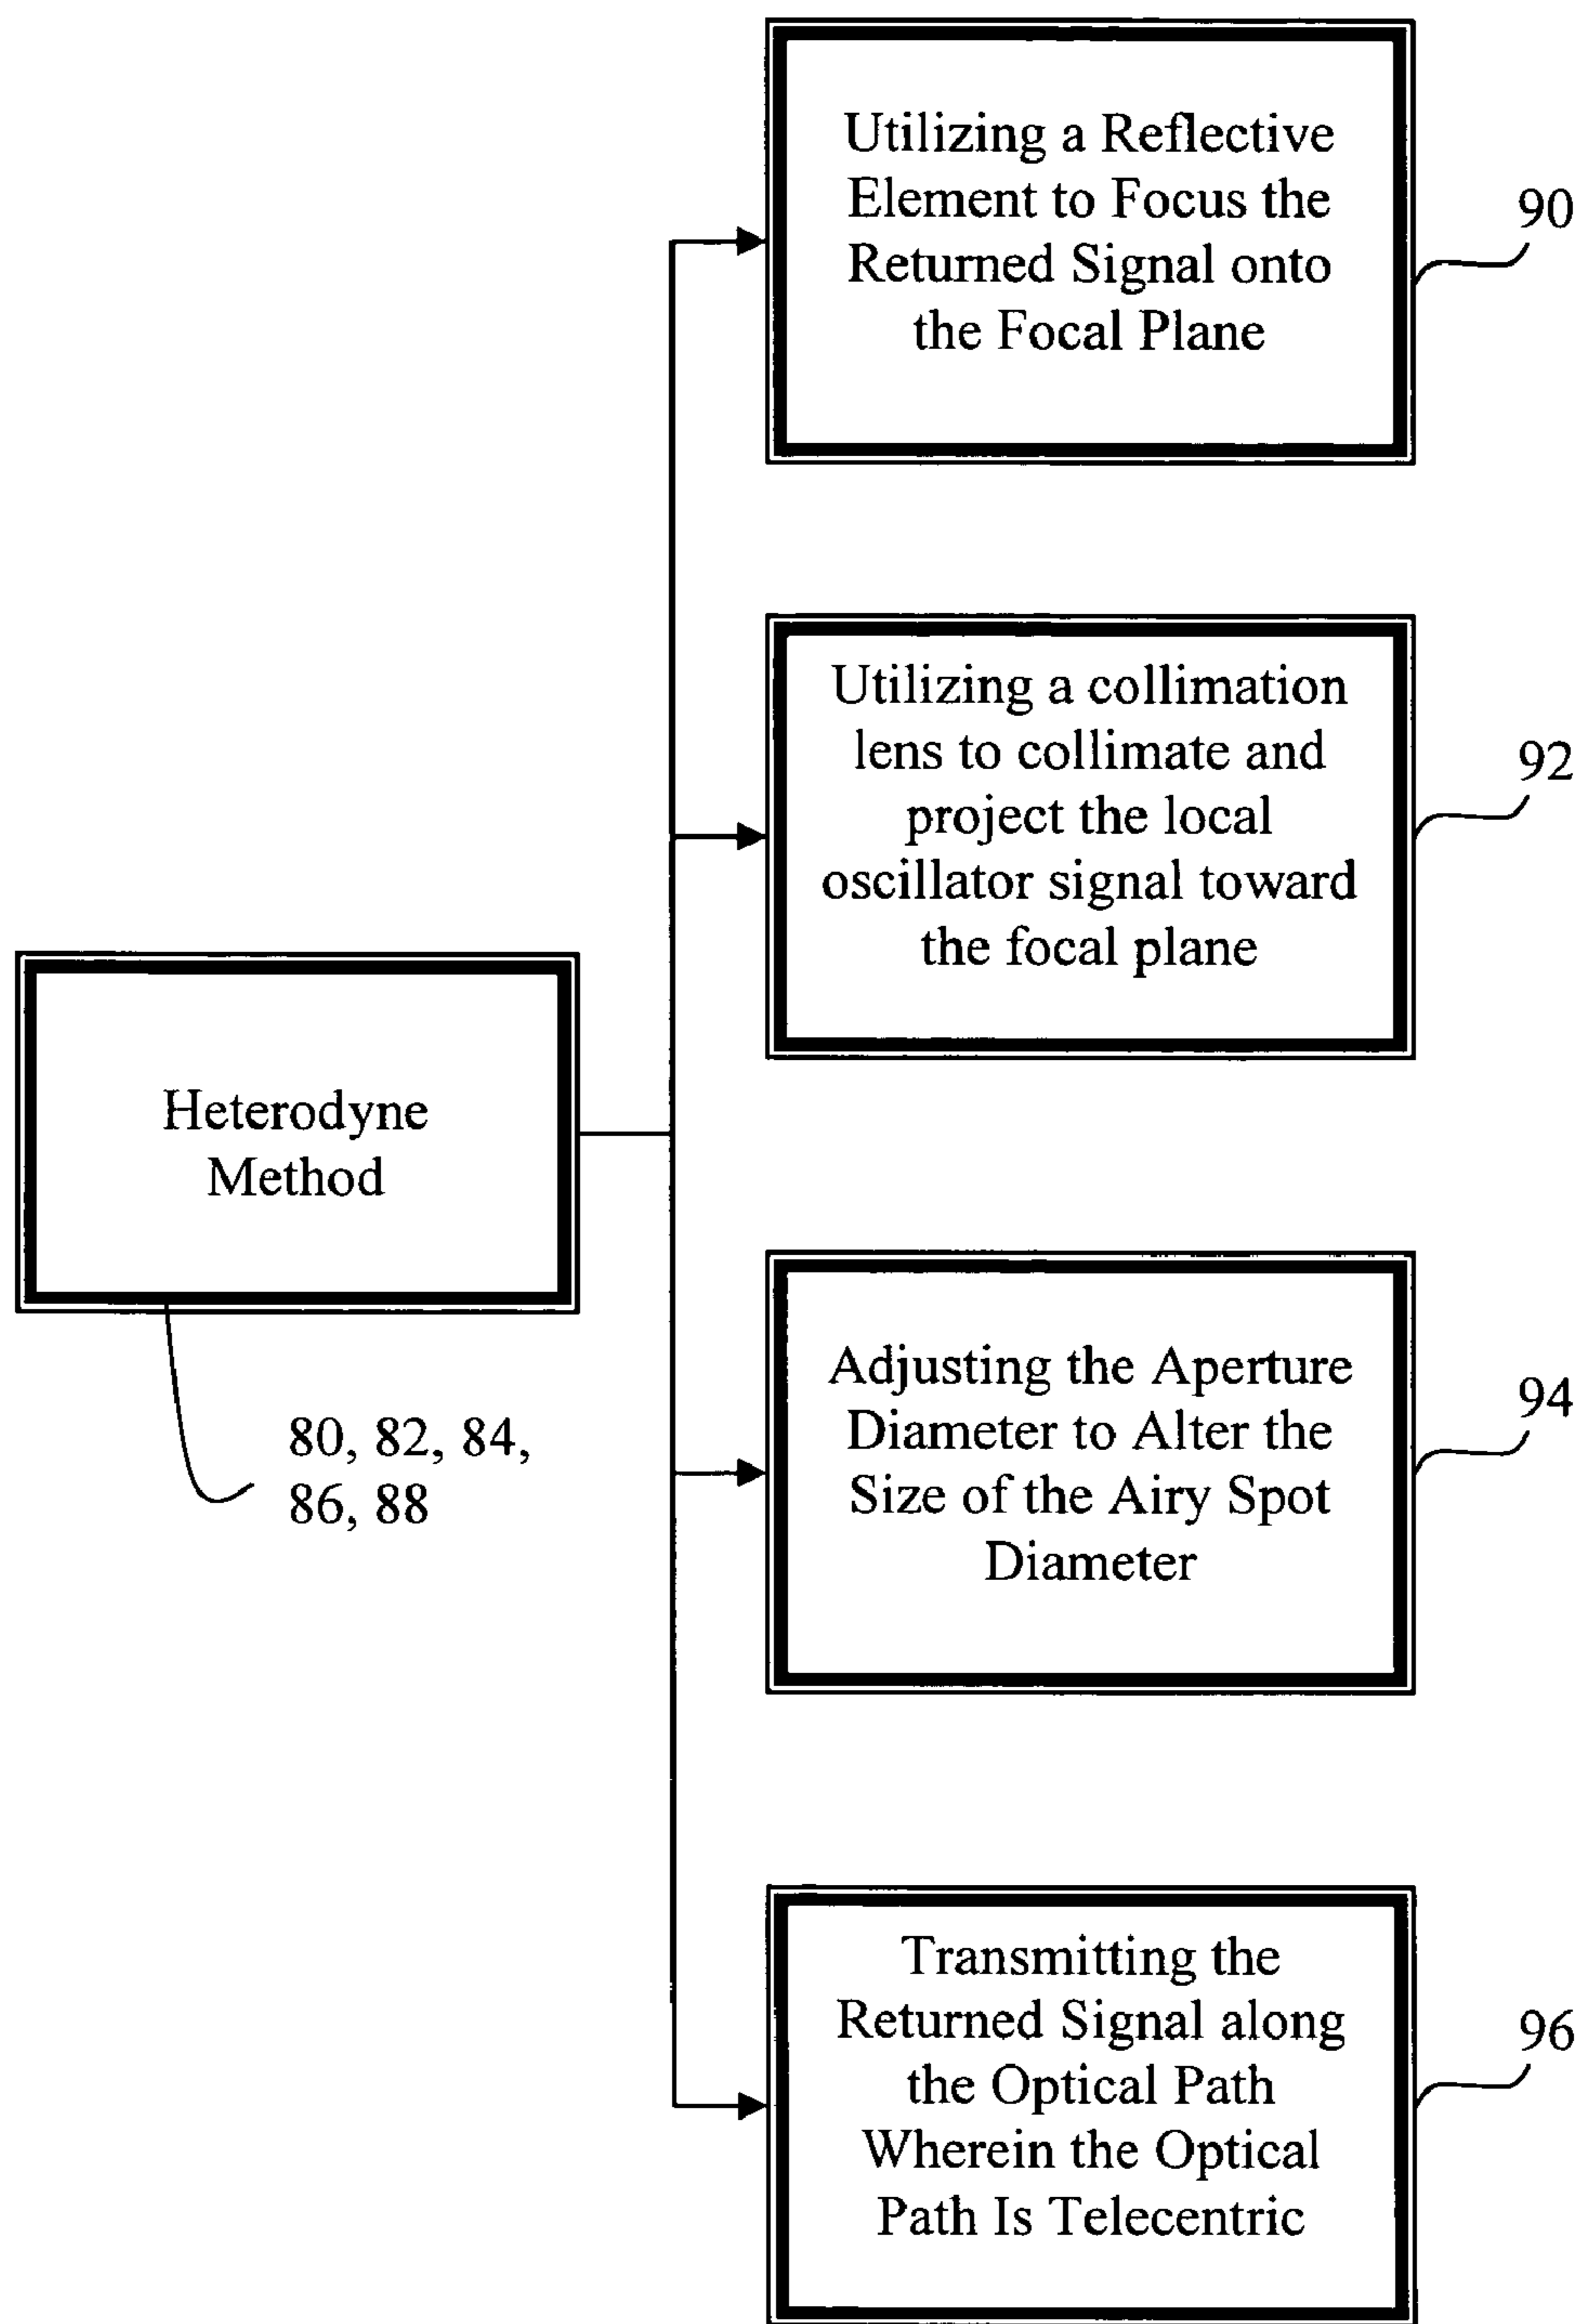 Utilizing a Reflective
Element to Focus the
Returned Signal onto
the Focal Plane
90
Utilizing a collimation
lens to collimate and
project the local
oscillator signal toward
the focal plane
92
Heterodyne
Method
80, 82, 84,
86, 88
Adjusting the Aperture
Diameter to Alter the
Size of the Airy Spot
Diameter
94
Transmitting the
Returned Signal along
the Optical Path
Wherein the Optical
Path Is Telecentric
96